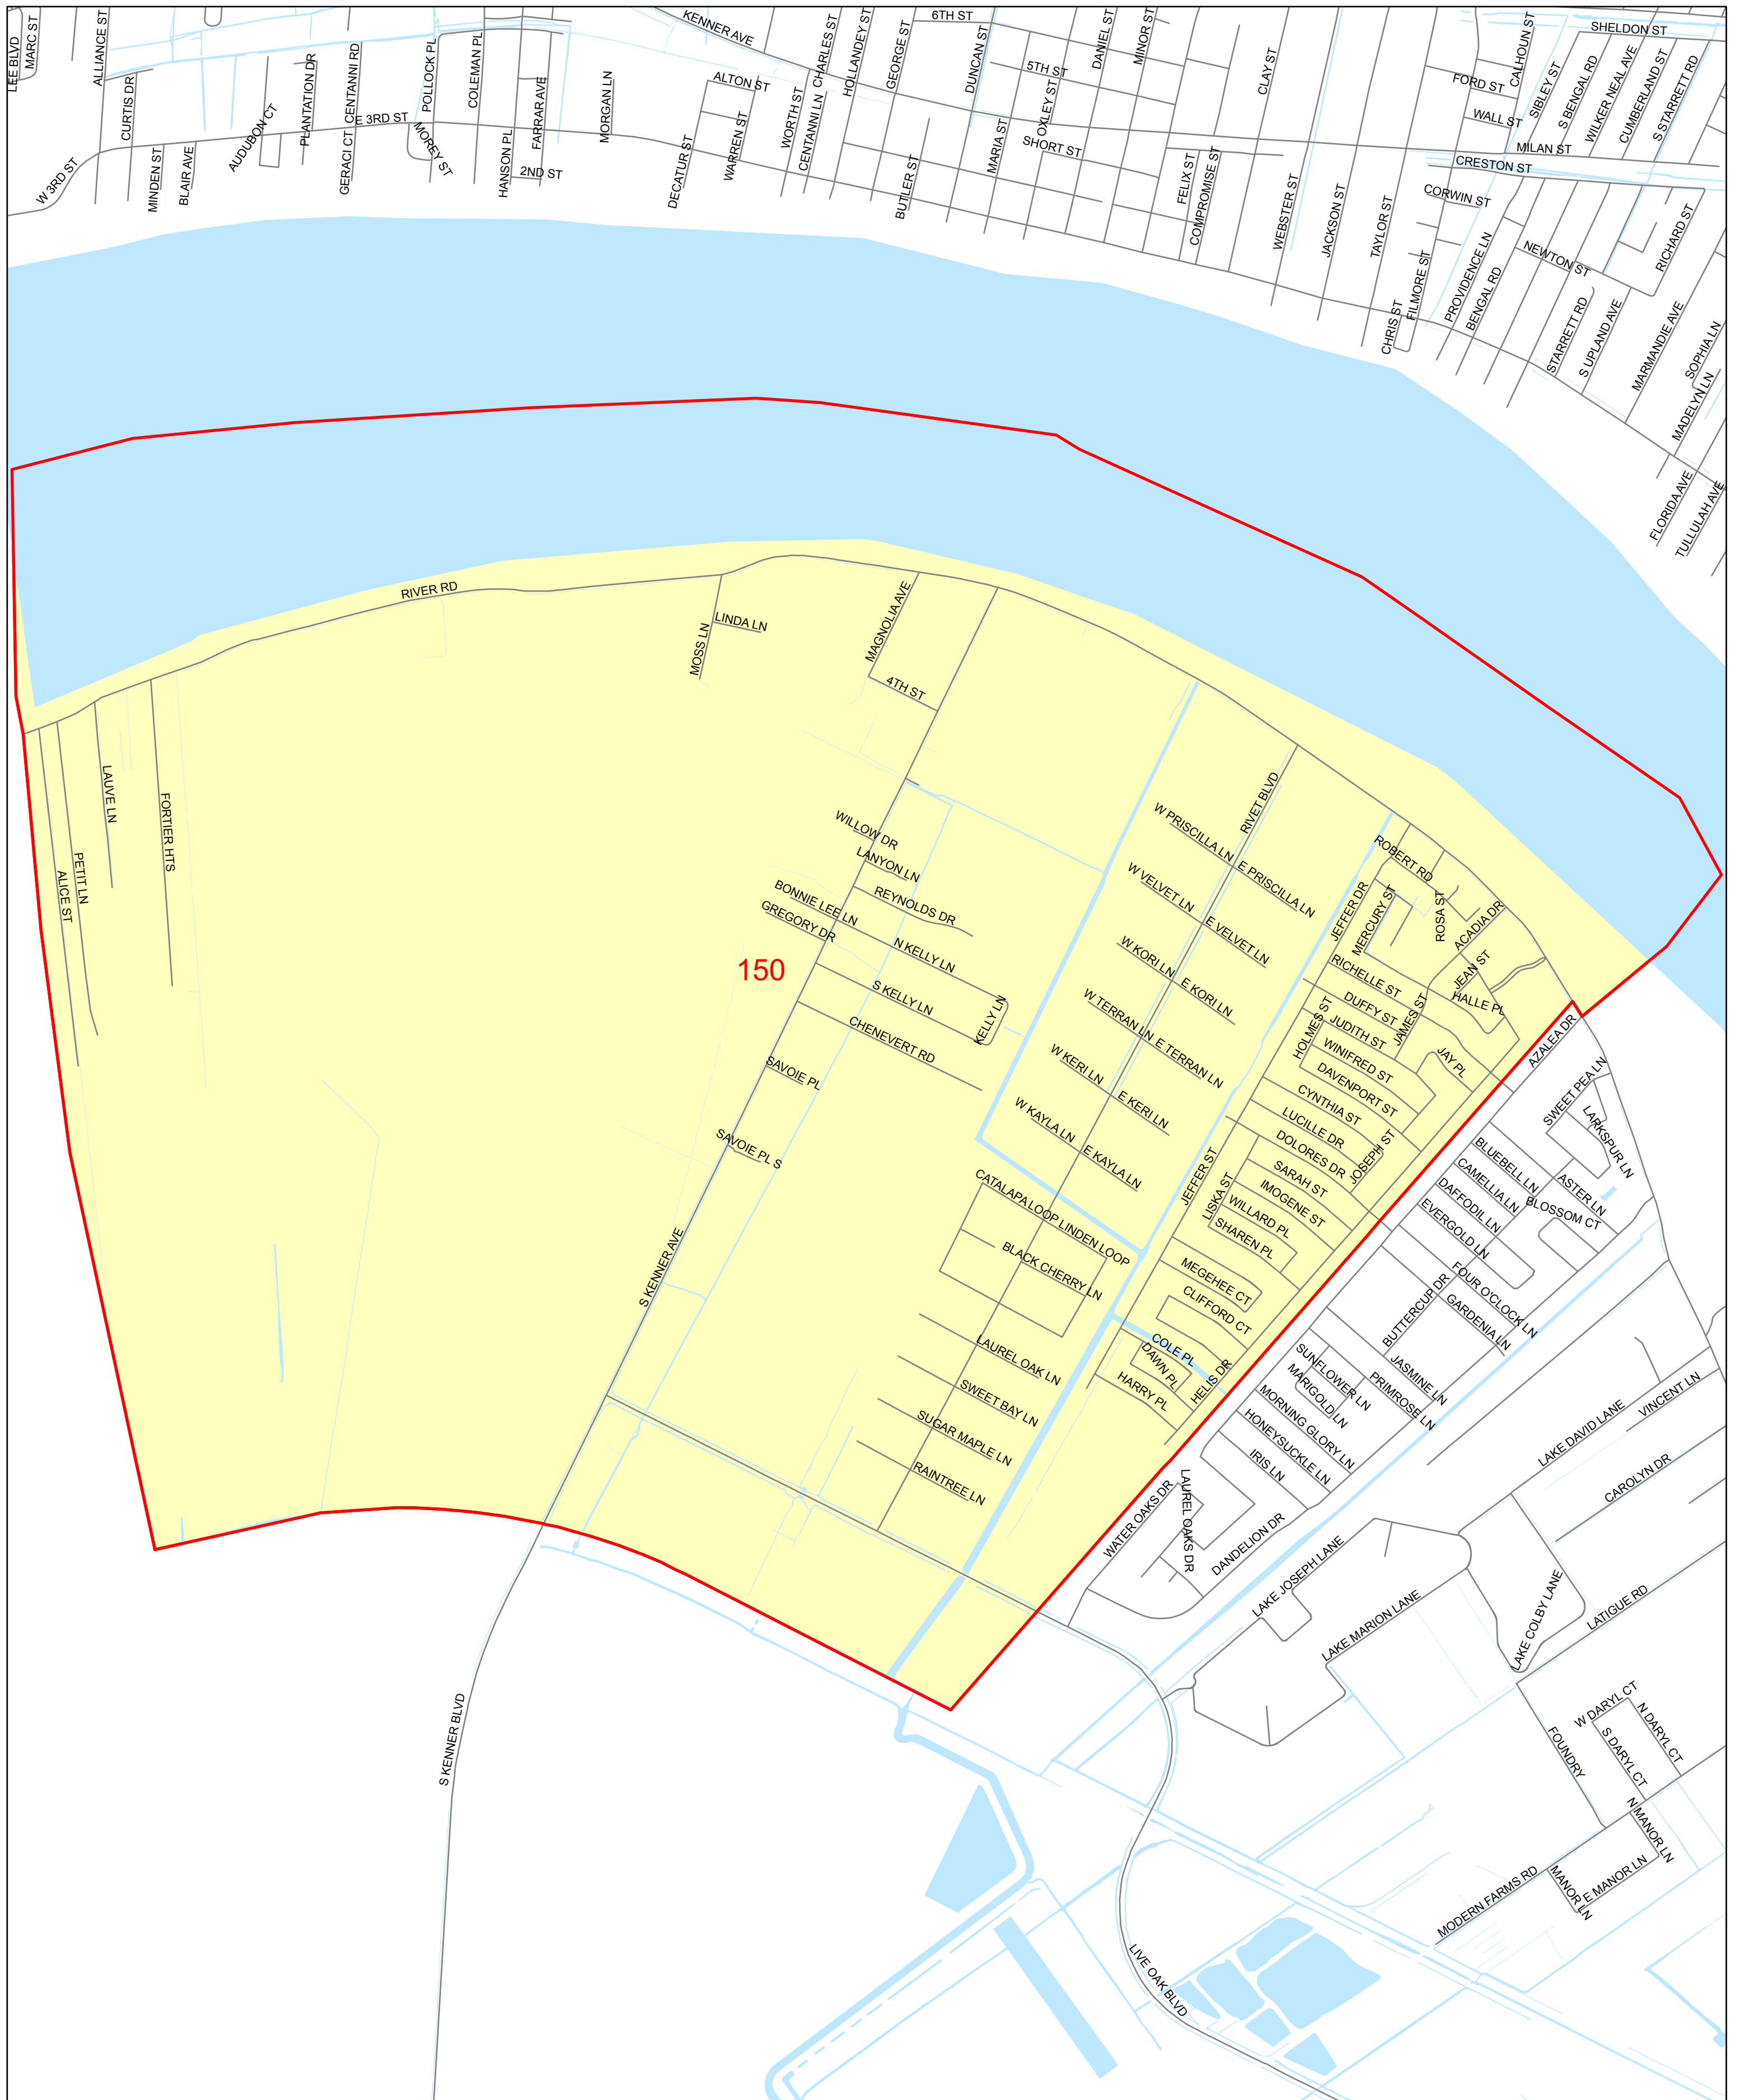 LEE BLVD
MARC ST
ALLIANCE ST
CURTIS DR
W 3RD ST
MINDEN ST
BLAIR AVE
AUDUBON CT
PLANTATION DR
GERACI CT
CENTANNI RD
E 3RD ST
POLLOCK PL
MOREY ST
COLEMAN PL
HANSON PL
FARRAR AVE
2ND ST
MORGAN LN
KENNER AVE
ALTON ST
DECATUR ST
WARREN ST
WORTH ST
CENTANNI LN
CHARLES ST
HOLLANDEY ST
GEORGE ST
BUTLER ST
6TH ST
DUNCAN ST
5TH ST
MARIA ST
OXLEY ST
SHORT ST
DANIEL ST
MINOR ST
FELIX ST
COMPROMISE ST
CLAY ST
WEBSTER ST
JACKSON ST
TAYLOR ST
CHRIS ST
FILMORE ST
FORD ST
WALL ST
CALHOUN ST
SIBLEY ST
S BENGAL RD
WILKER NEAL AVE
CUMBERLAND ST
S STARRETT RD
SHELDON ST
MILAN ST
CRESTON ST
CORWIN ST
PROVIDENCE LN
BENGAL RD
NEWTON ST
RICHARD ST
STARRETT RD
S UPLAND AVE
MARMANDIE AVE
SOPHIA LN
MADELYN LN
FLORIDA AVE
TULLULAH AVE
RIVER RD
LINDA LN
MOSS LN
MAGNOLIA AVE
4TH ST
LAUVE LN
FORTIER HTS
PETIT LN
ALICE ST
WILLOW DR
LANYON LN
REYNOLDS DR
BONNIE LEE LN
GREGORY DR
N KELLY LN
S KELLY LN
KELLY LN
CHENEVERT RD
150
SAVOIE PL
SAVOIE PL S
S KENNER AVE
RIVET BLVD
W PRISCILLA LN
E PRISCILLA LN
W VELVET LN
E VELVET LN
W KORI LN
E KORI LN
W TERRAN LN
E TERRAN LN
W KERI LN
E KERI LN
W KAYLA LN
E KAYLA LN
CATALAPA LOOP
LINDEN LOOP
BLACK CHERRY LN
LAUREL OAK LN
SWEET BAY LN
SUGAR MAPLE LN
RAINTREE LN
ROBERT RD
JEFFER DR
MERCURY ST
ROSA ST
ACADIA DR
JEAN ST
HALLE PL
RICHELLE ST
DUFFY ST
JAMES ST
HOLMES ST
JUDITH ST
WINIFRED ST
JAY PL
DAVENPORT ST
CYNTHIA ST
LUCILLE DR
DOLORES DR
JOSEPH ST
JEFFER ST
LISKA ST
SARAH ST
IMOGENE ST
WILLARD PL
SHAREN PL
MEGEHEE CT
CLIFFORD CT
COLE PL
DAWN PL
HARRY PL
HELIS DR
AZALEA DR
SWEET PEA LN
LARKSPUR LN
BLUEBELL LN
CAMELLIA LN
DAFFODIL LN
EVERGOLD LN
ASTER LN
BLOSSOM CT
FOUR O'CLOCK LN
GARDENIA LN
BUTTERCUP DR
JASMINE LN
PRIMROSE LN
SUNFLOWER LN
MARIGOLD LN
MORNING GLORY LN
HONEYSUCKLE LN
IRIS LN
LAUREL OAKS DR
WATER OAKS DR
DANDELION DR
LAKE DAVID LANE
VINCENT LN
CAROLYN DR
LAKE JOSEPH LANE
LAKE MARION LANE
LAKE COLBY LANE
LATIGUE RD
W DARYL CT
N DARYL CT
S DARYL CT
FOUNDRY
N MANOR LN
E MANOR LN
MANOR LN
MODERN FARMS RD
S KENNER BLVD
LIVE OAK BLVD